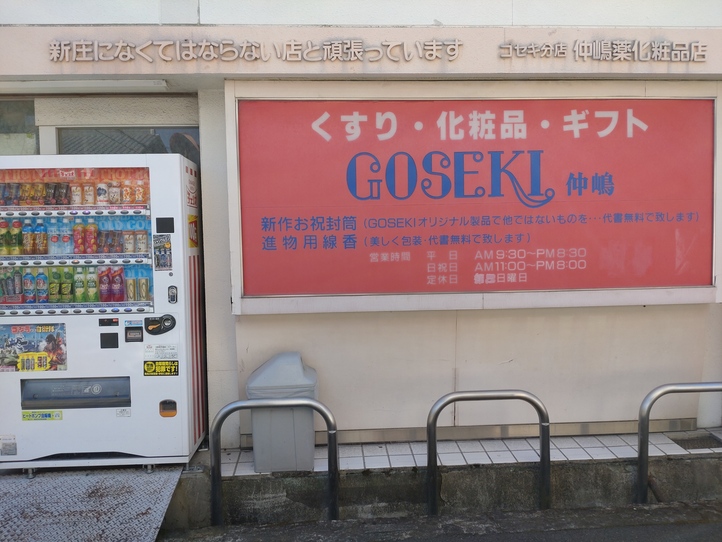 新庄になくてはならない店と頑張っています ゴセキ分店 仲嶋薬化粧品店
くすり・化粧品・ギフト
GOSEKI 仲嶋
新作お祝封筒(GOSEKIオリジナル製品で他ではないものを…代書無料で致します)
進物用線香(美しく包装・代書無料で致します)
営業時間 平日 AM9:30~PM8:30
日祝日 AM11:00~PM8:00
定休日 日曜日